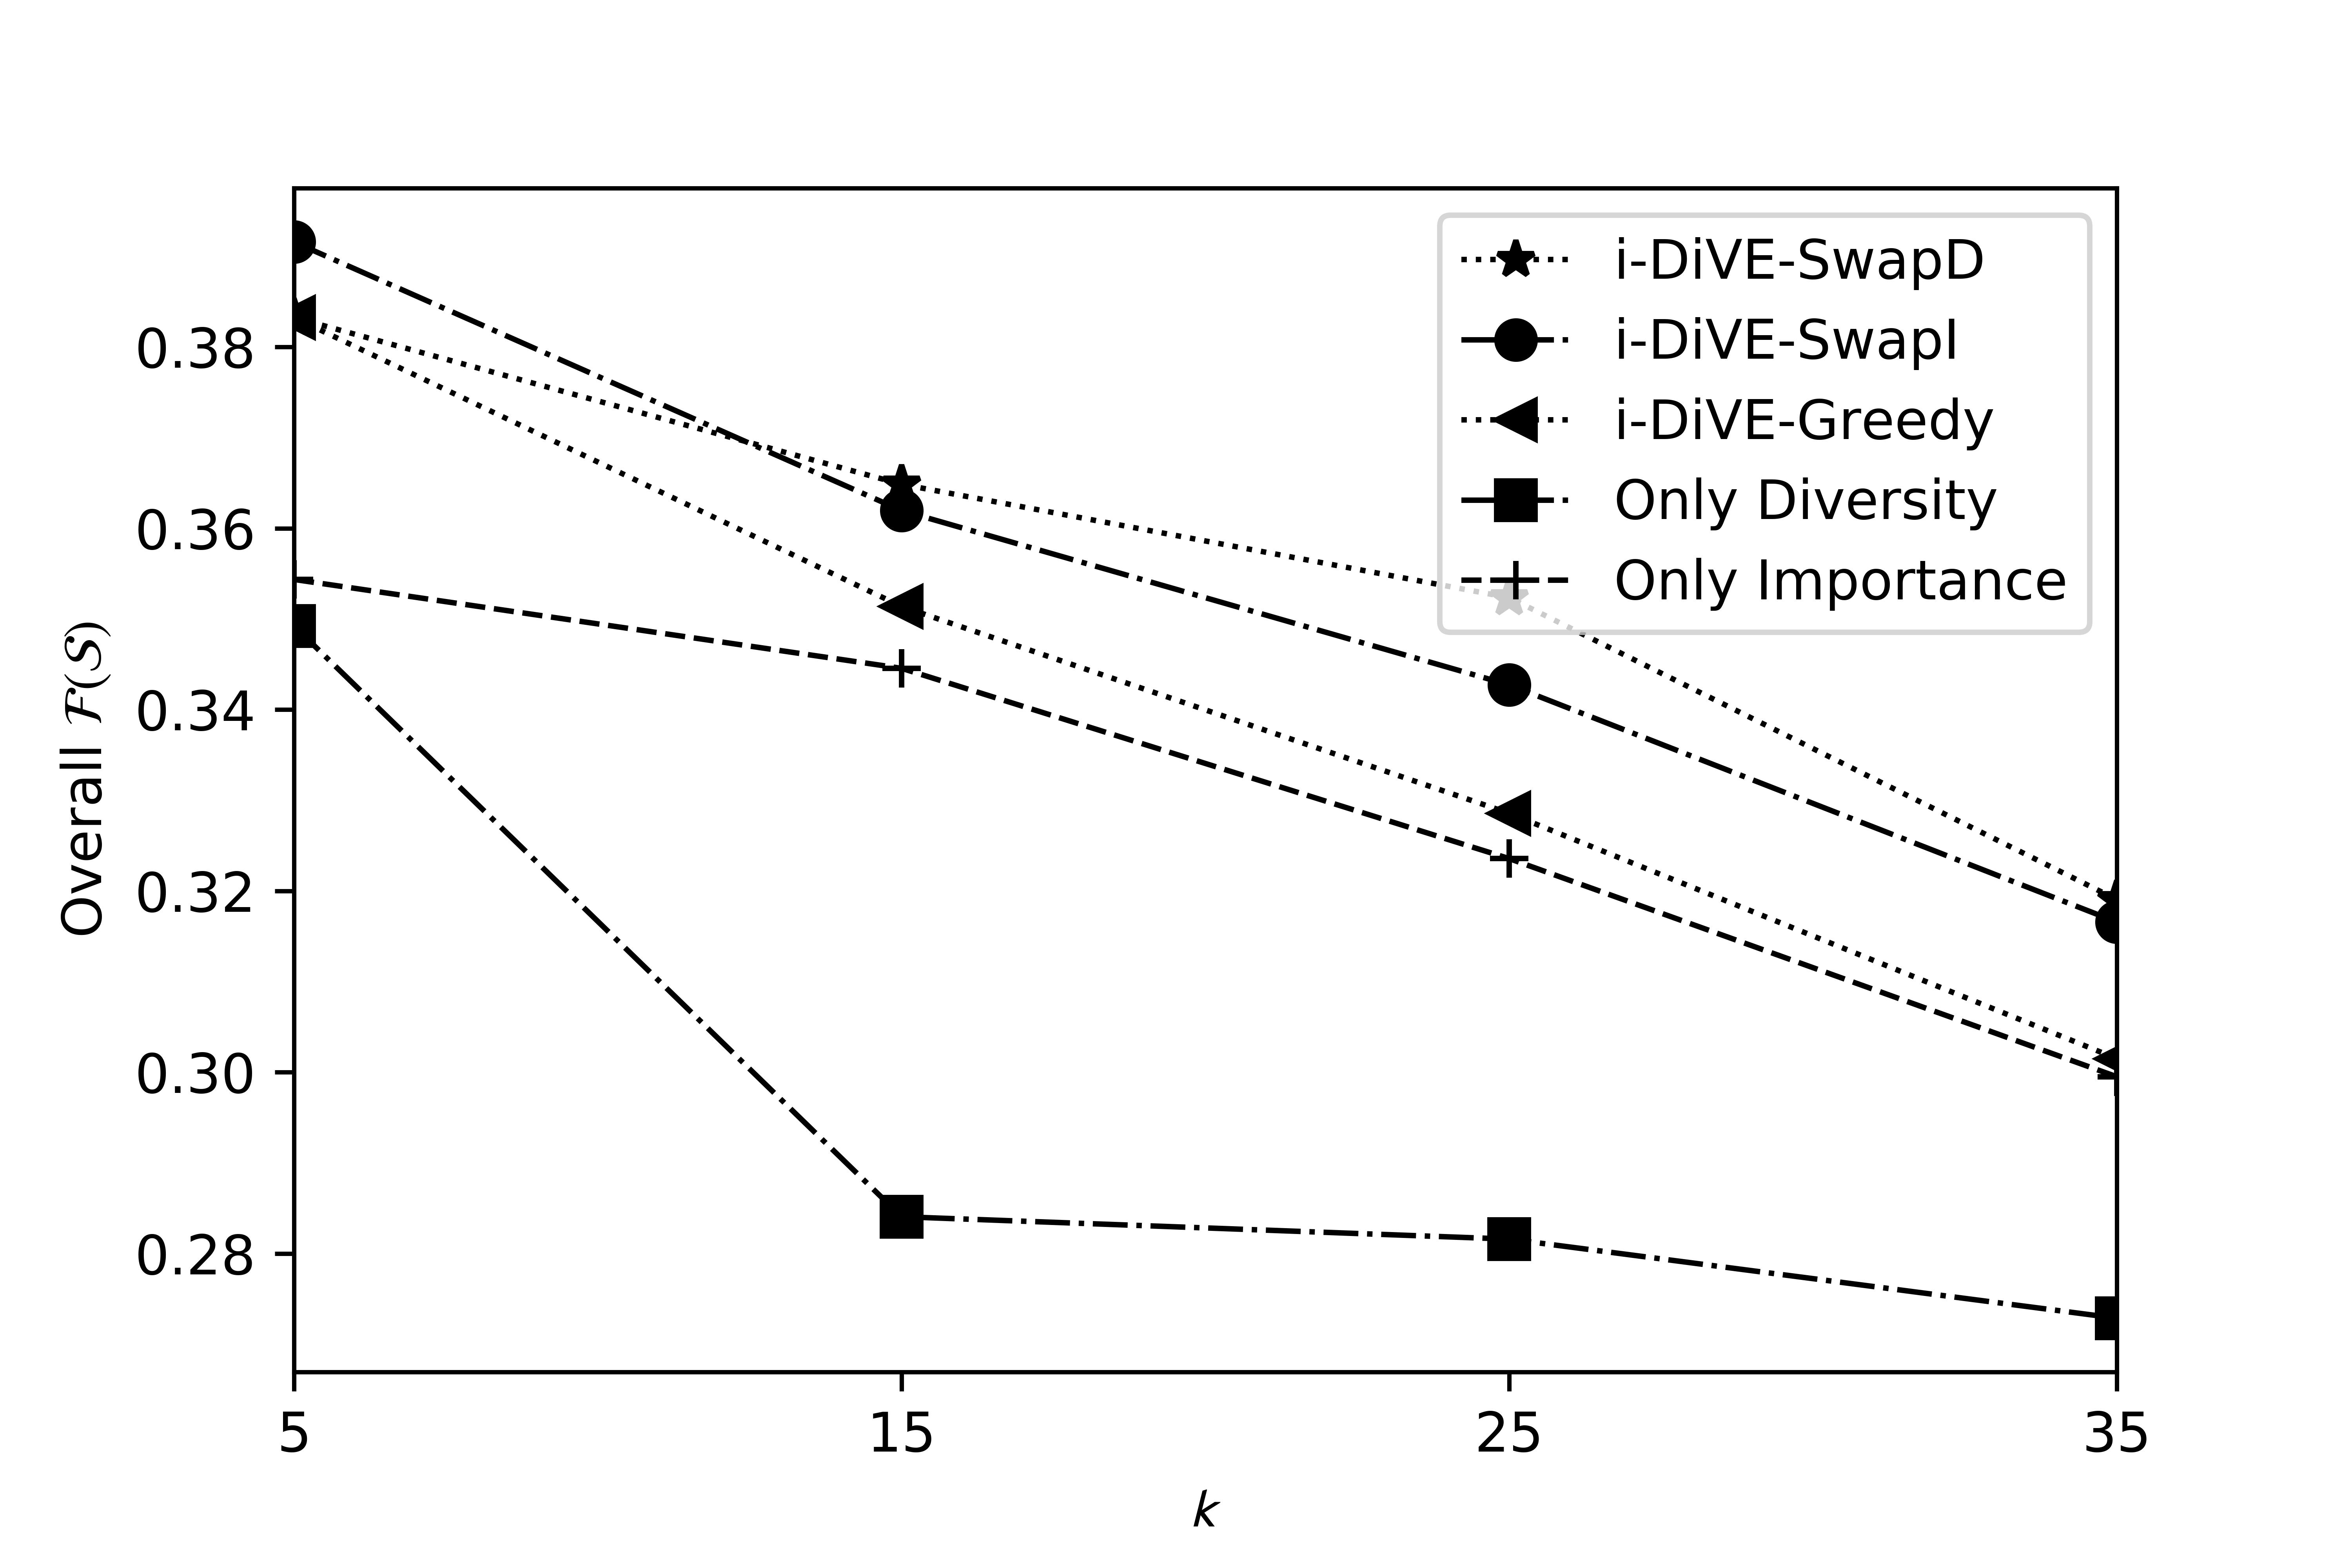 i-DiVE-SwapD
i-DiVE-SwapI
i-DiVE-Greedy
Only Diversity
Only Importance
0.38
0.36
0.34
0.32
0.30
0.28
Overall 𝓕(𝓢)
5 15 25 35
k